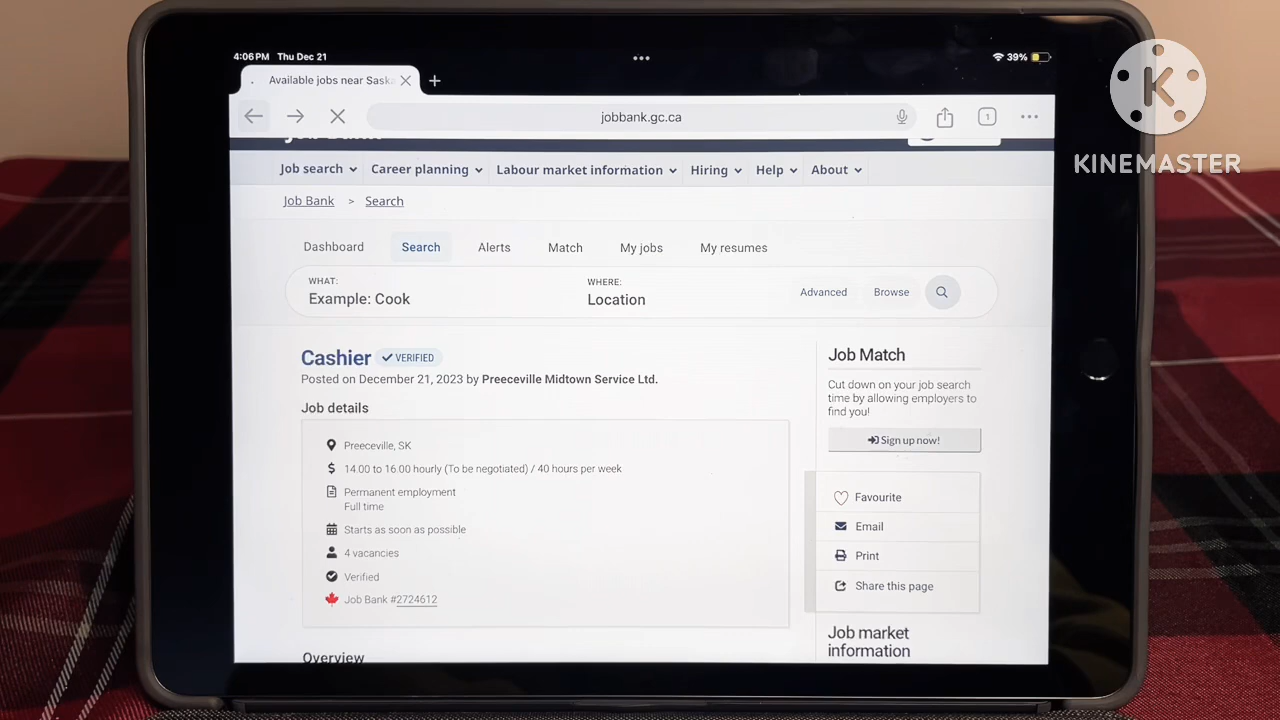 4:06 PM Thu Dec 21
39%
Available jobs near Saska
jobbank.gc.ca
1
KINEMASTER
Job search
Career planning
Labour market information
Hiring
Help
About
Job Bank > Search
Dashboard
Search
Alerts
Match
My jobs
My resumes
WHAT:
Example: Cook
WHERE:
Location
Advanced
Browse
Cashier
VERIFIED
Posted on December 21, 2023 by Preeceville Midtown Service Ltd.
Job details
Preeceville, SK
$ 14.00 to 16.00 hourly (To be negotiated) / 40 hours per week
Permanent employment
Full time
Starts as soon as possible
4 vacancies
Verified
Job Bank #2724612
Overview
Job Match
Cut down on your job search
time by allowing employers to
find you!
Sign up now!
Favourite
Email
Print
Share this page
Job market
information